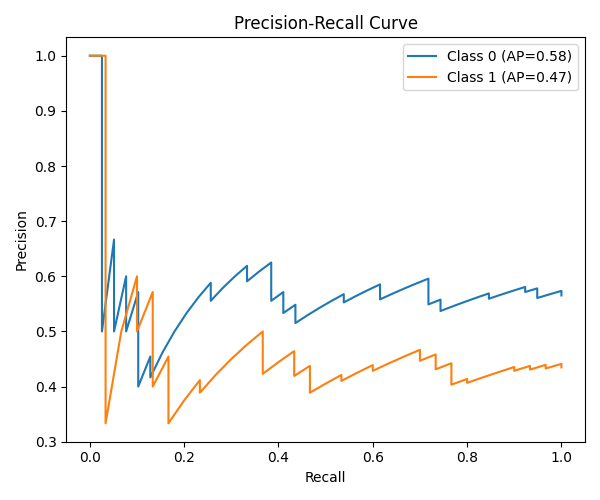 Precision-Recall Curve
Class 0 (AP=0.58)
Class 1 (AP=0.47)
Precision
1.0
0.9
0.8
0.7
0.6
0.5
0.4
0.3
0.0 0.2 0.4 0.6 0.8 1.0
Recall